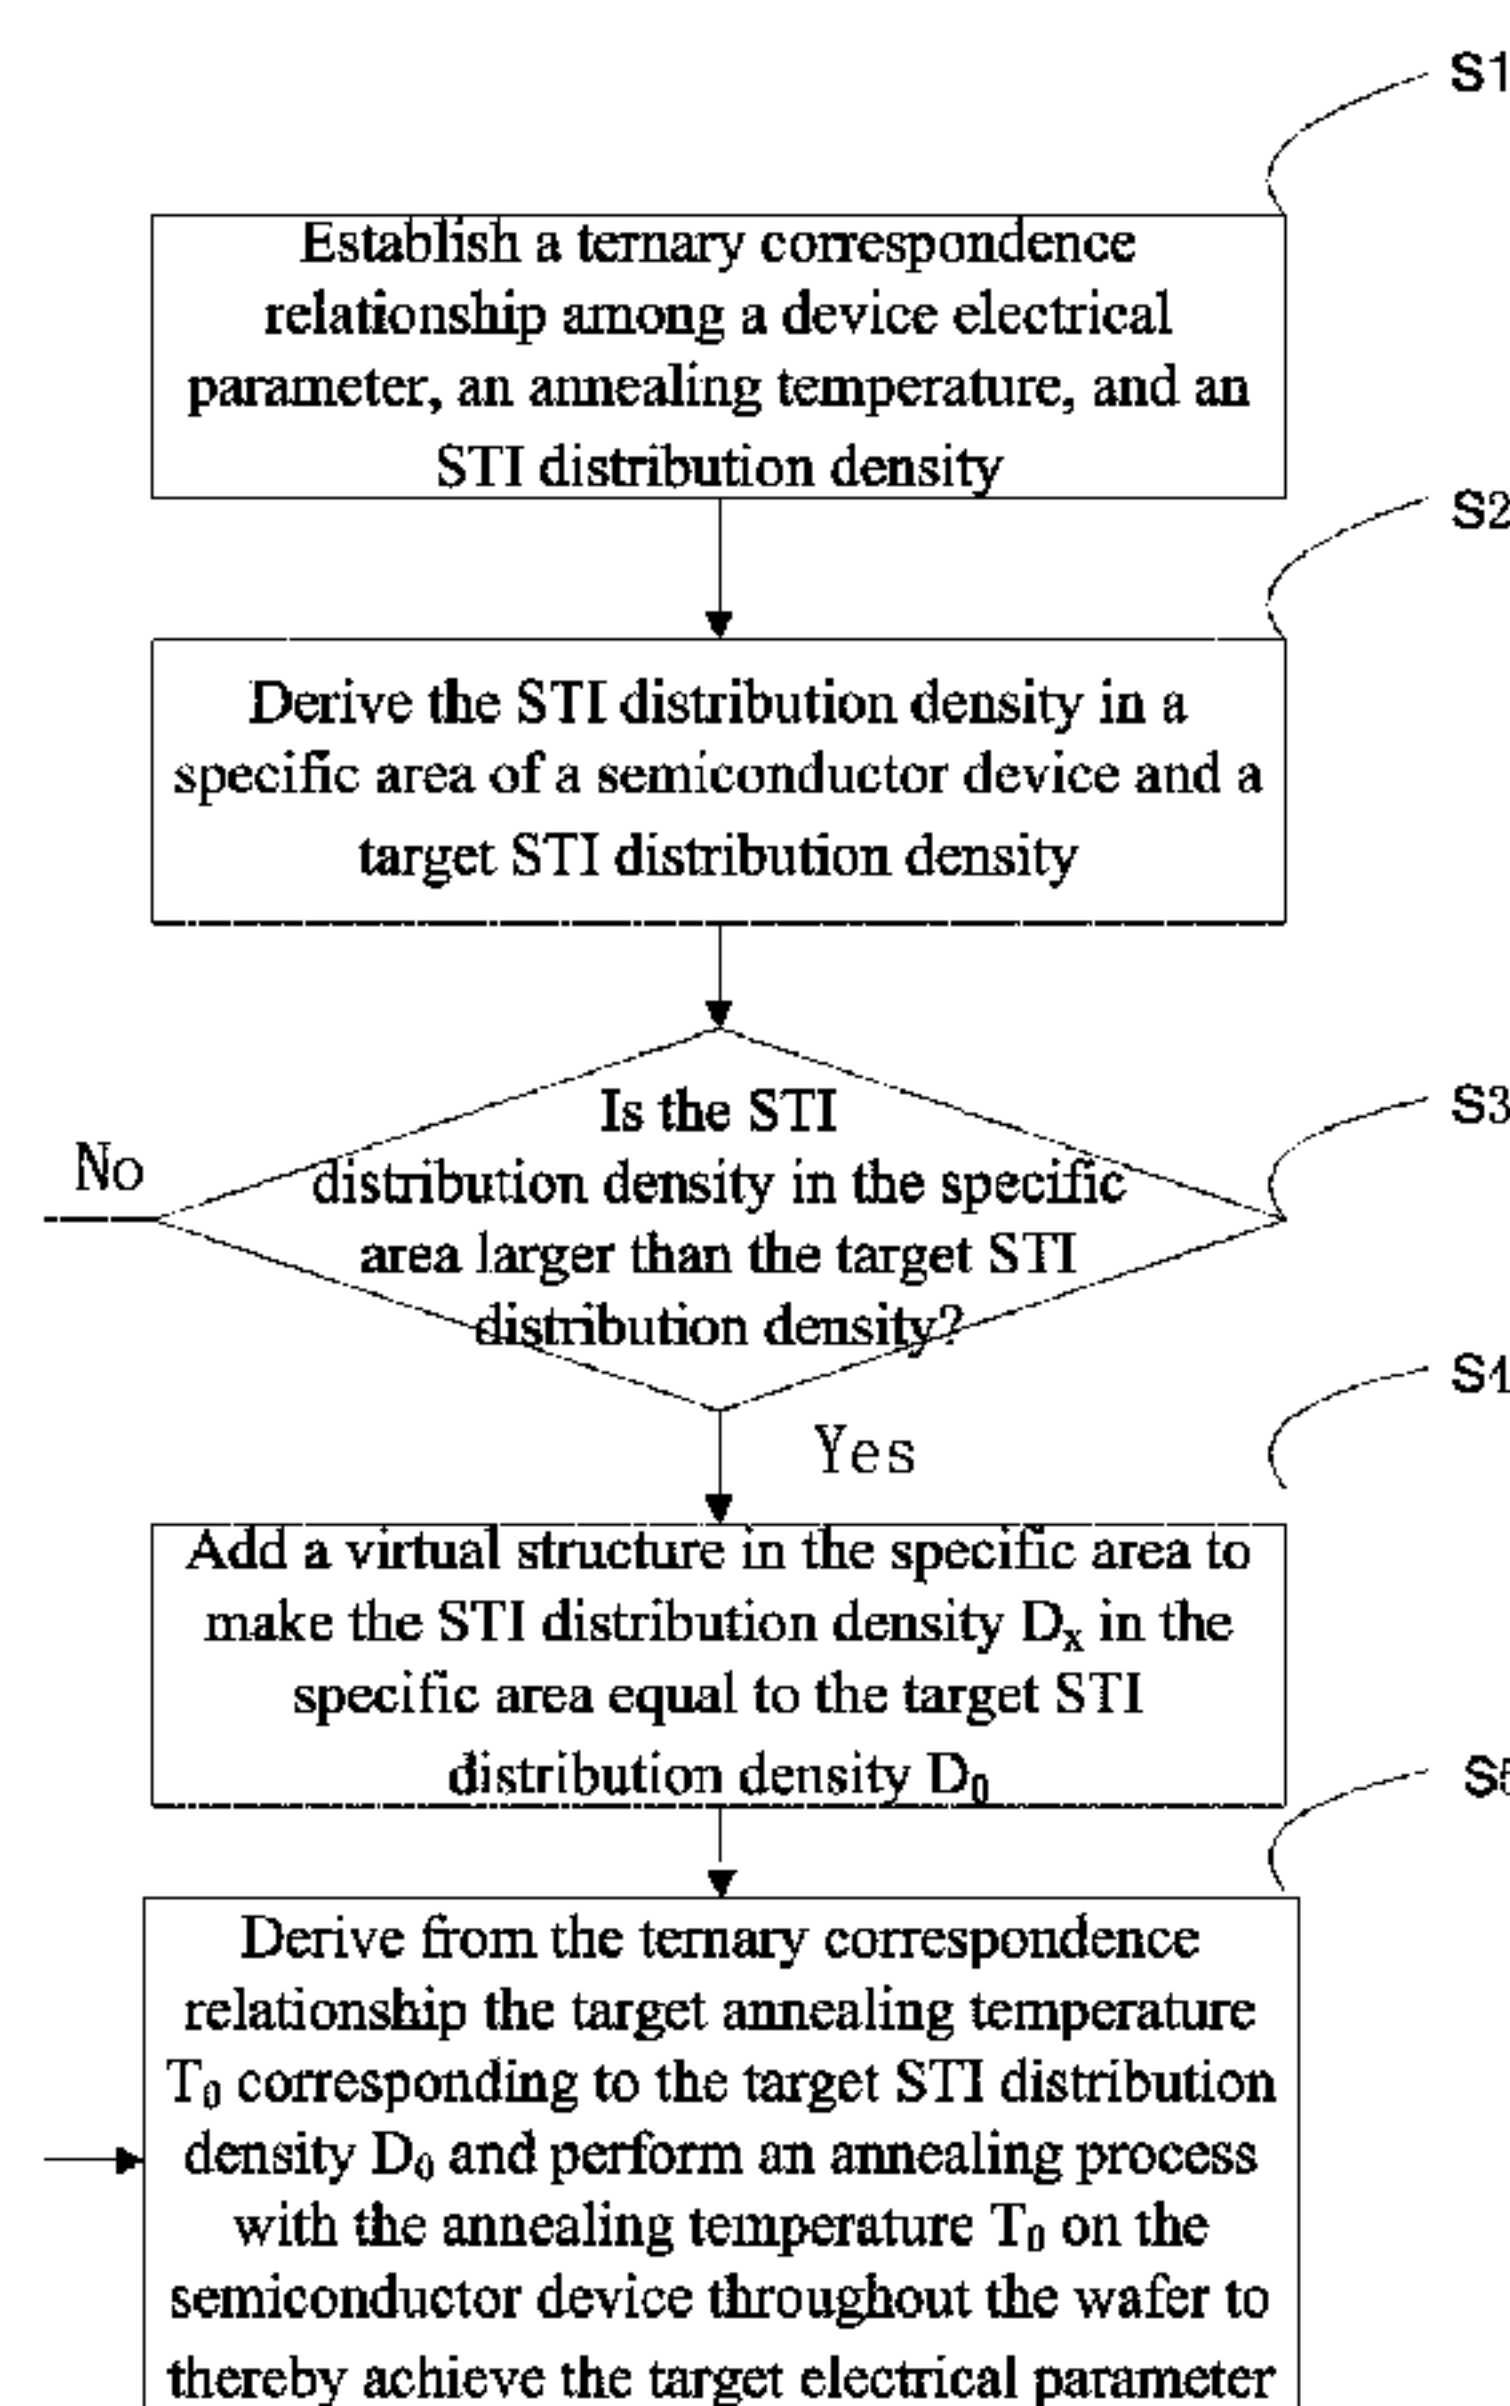 S1
Establish a ternary correspondence
relationship among a device electrical
parameter, an annealing temperature, and an
STI distribution density
S2
Derive the STI distribution density in a
specific area of a semiconductor device and a
target STI distribution density
Is the STI
distribution density in the specific
area larger than the target STI
distribution density?
S3
No
Yes
S4
Add a virtual structure in the specific area to
make the STI distribution density Dx in the
specific area equal to the target STI
distribution density D0
S5
Derive from the ternary correspondence
relationship the target annealing temperature
T0 corresponding to the target STI distribution
density D0 and perform an annealing process
with the annealing temperature T0 on the
semiconductor device throughout the wafer to
thereby achieve the target electrical parameter